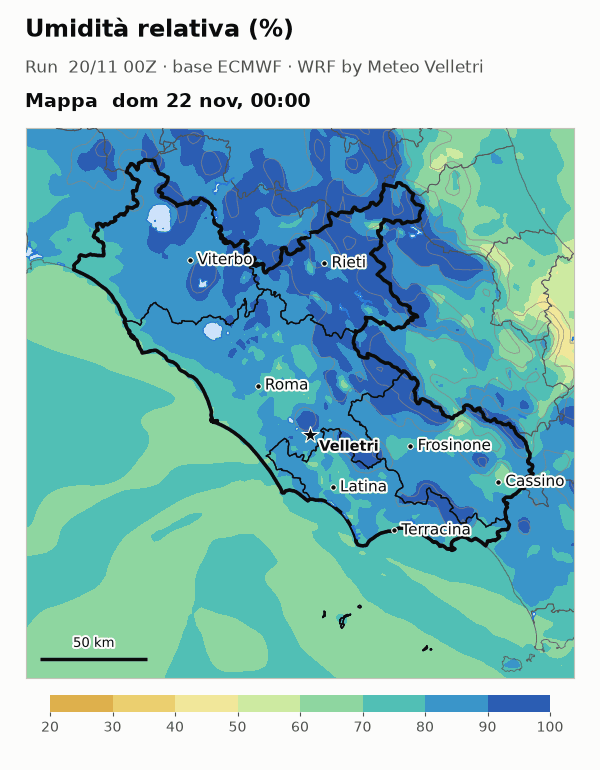 Umidità relativa (%)
Run  20/11 00Z · base ECMWF · WRF by Meteo Velletri
Mappa  dom 22 nov, 00:00
Viterbo
Rieti
Roma
Velletri
Frosinone
Cassino
Latina
Terracina
50 km
20 30 40 50 60 70 80 90 100